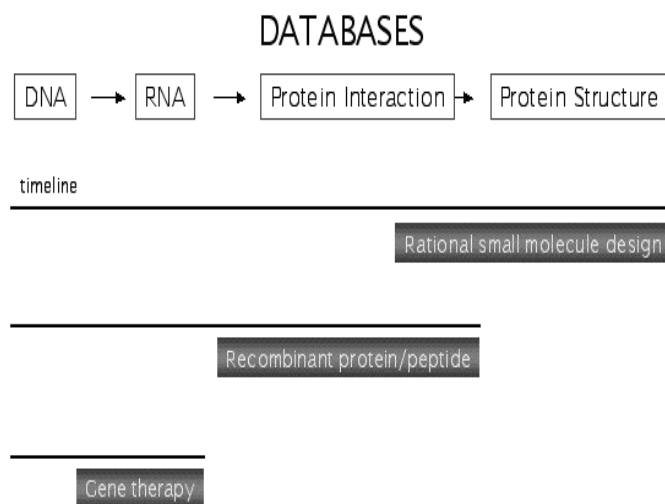 DATABASES
DNA → RNA → Protein Interaction → Protein Structure
timeline
Rational small molecule design
Recombinant protein/peptide
Gene therapy